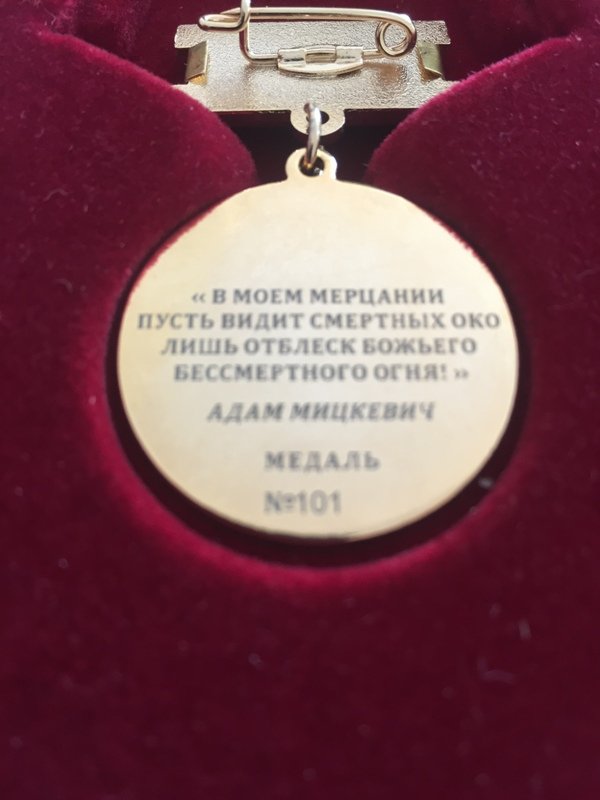 « В МОЕМ МЕРЦАНИИ
ПУСТЬ ВИДИТ СМЕРТНЫХ ОКО
ЛИШЬ ОТБЛЕСК БОЖЬЕГО
БЕССМЕРТНОГО ОГНЯ! »
АДАМ МИЦКЕВИЧ
МЕДАЛЬ
№101